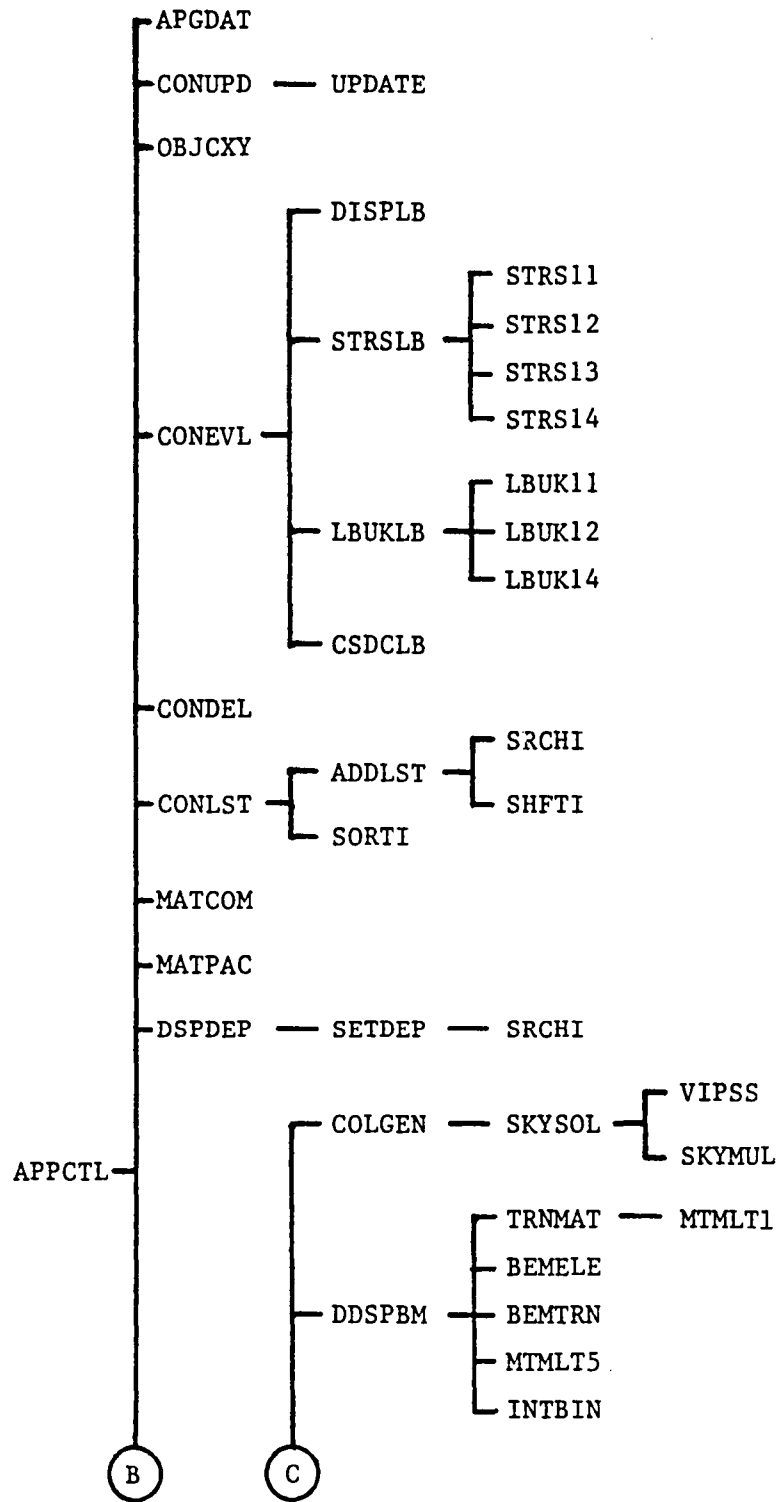 APGDAT
CONUPD UPDATE
OBJCXY
DISPLB
STRS11
STRS12
STRSLB
STRS13
STRS14
CONEVL
LBUK11
LBUKLB LBUK12
LBUK14
CSDCLB
CONDEL
SRCHI
ADDLST
CONLST SHFTI
SORTI
MATCOM
MATPAC
DSPDEP SETDEP SRCHI
VIPSS
COLGEN SKYSOL
SKYMUL
APPCTL
TRNMAT MTMLT1
BEMELE
DDSPBM BEMTRN
MTMLT5
INTBIN
B C